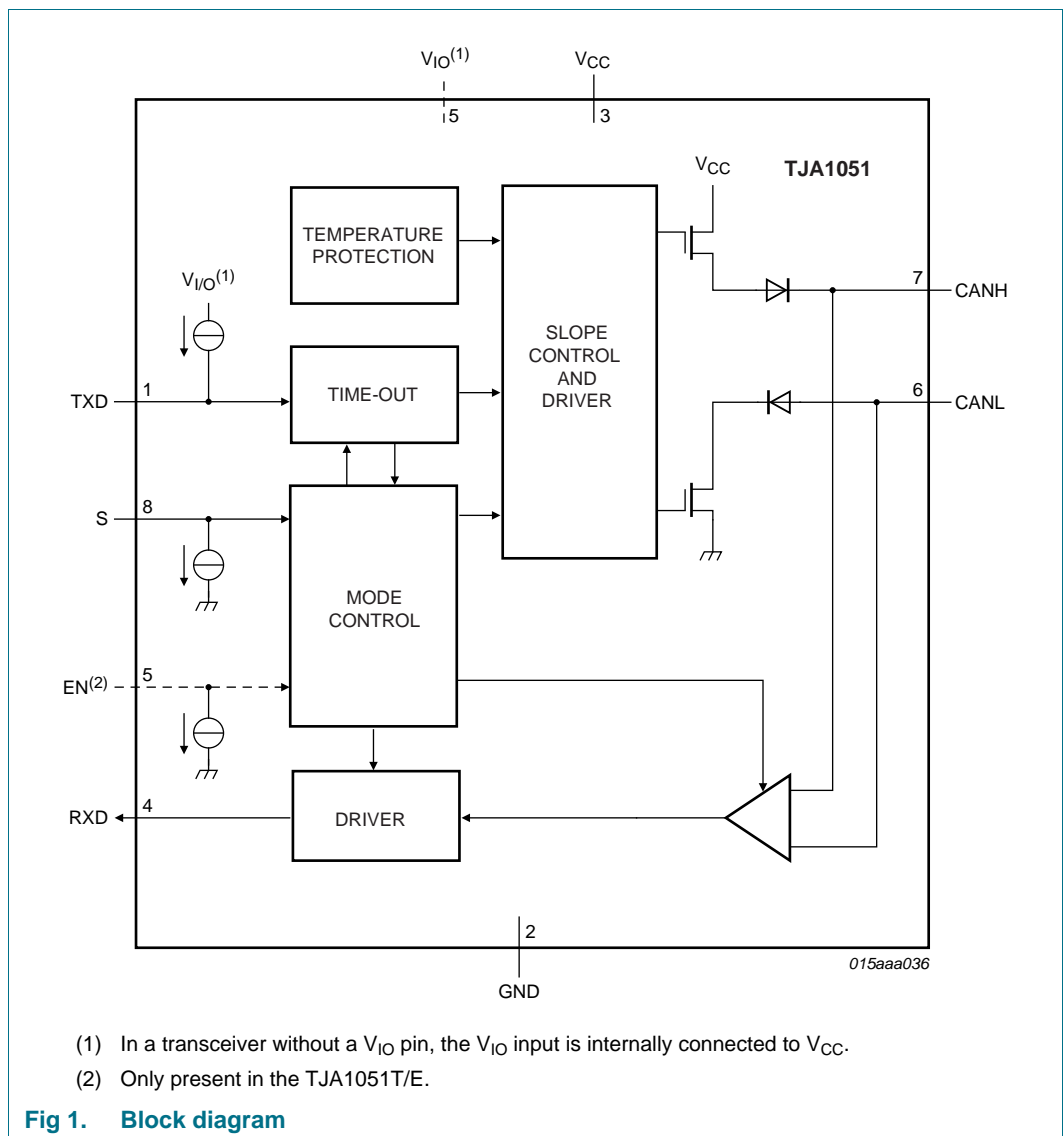 VIO(1)
VCC
5
3
VCC
TJA1051
TEMPERATURE
PROTECTION
VI/O(1)
7
CANH
SLOPE
CONTROL
AND
DRIVER
TXD
1
TIME-OUT
6
CANL
S
8
MODE
CONTROL
EN(2)
5
RXD
4
DRIVER
2
015aaa036
GND
(1) In a transceiver without a VIO pin, the VIO input is internally connected to VCC.
(2) Only present in the TJA1051T/E.
Fig 1. Block diagram